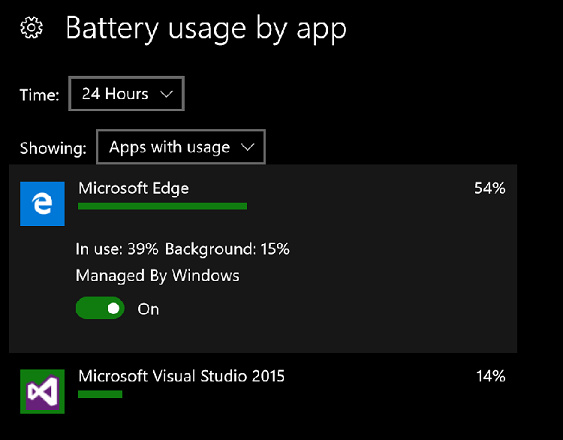 Battery usage by app
Time: 24 Hours
Showing: Apps with usage
Microsoft Edge 54%
In use: 39% Background: 15%
Managed By Windows
On
Microsoft Visual Studio 2015 14%